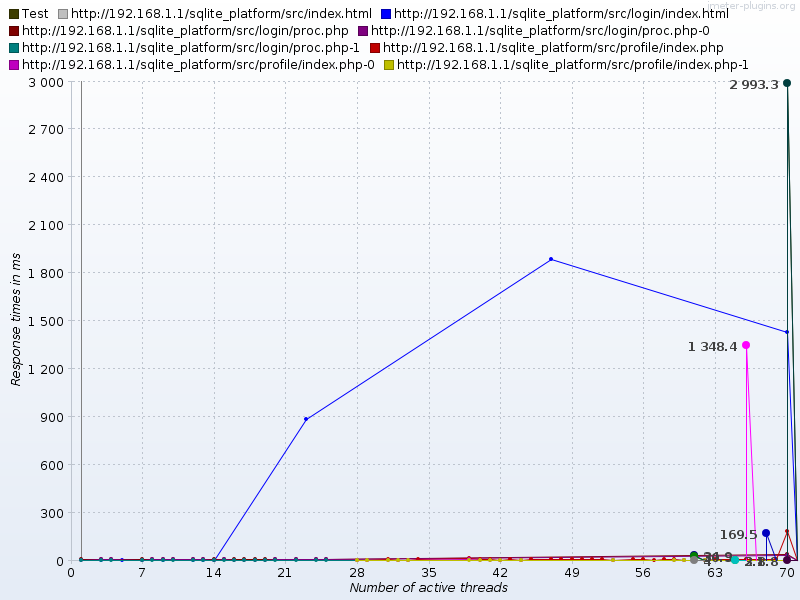 jmeter-plugins.org
Test http://192.168.1.1/sqlite_platform/src/index.html http://192.168.1.1/sqlite_platform/src/login/index.html
http://192.168.1.1/sqlite_platform/src/login/proc.php http://192.168.1.1/sqlite_platform/src/login/proc.php-0
http://192.168.1.1/sqlite_platform/src/login/proc.php-1 http://192.168.1.1/sqlite_platform/src/profile/index.php
http://192.168.1.1/sqlite_platform/src/profile/index.php-0 http://192.168.1.1/sqlite_platform/src/profile/index.php-1
3 000
2 993.3
2 700
2 400
2 100
1 800
1 500
1 348.4
1 200
900
600
300
169.5
0
0 7 14 21 28 35 42 49 56 63 70
Response times in ms
Number of active threads